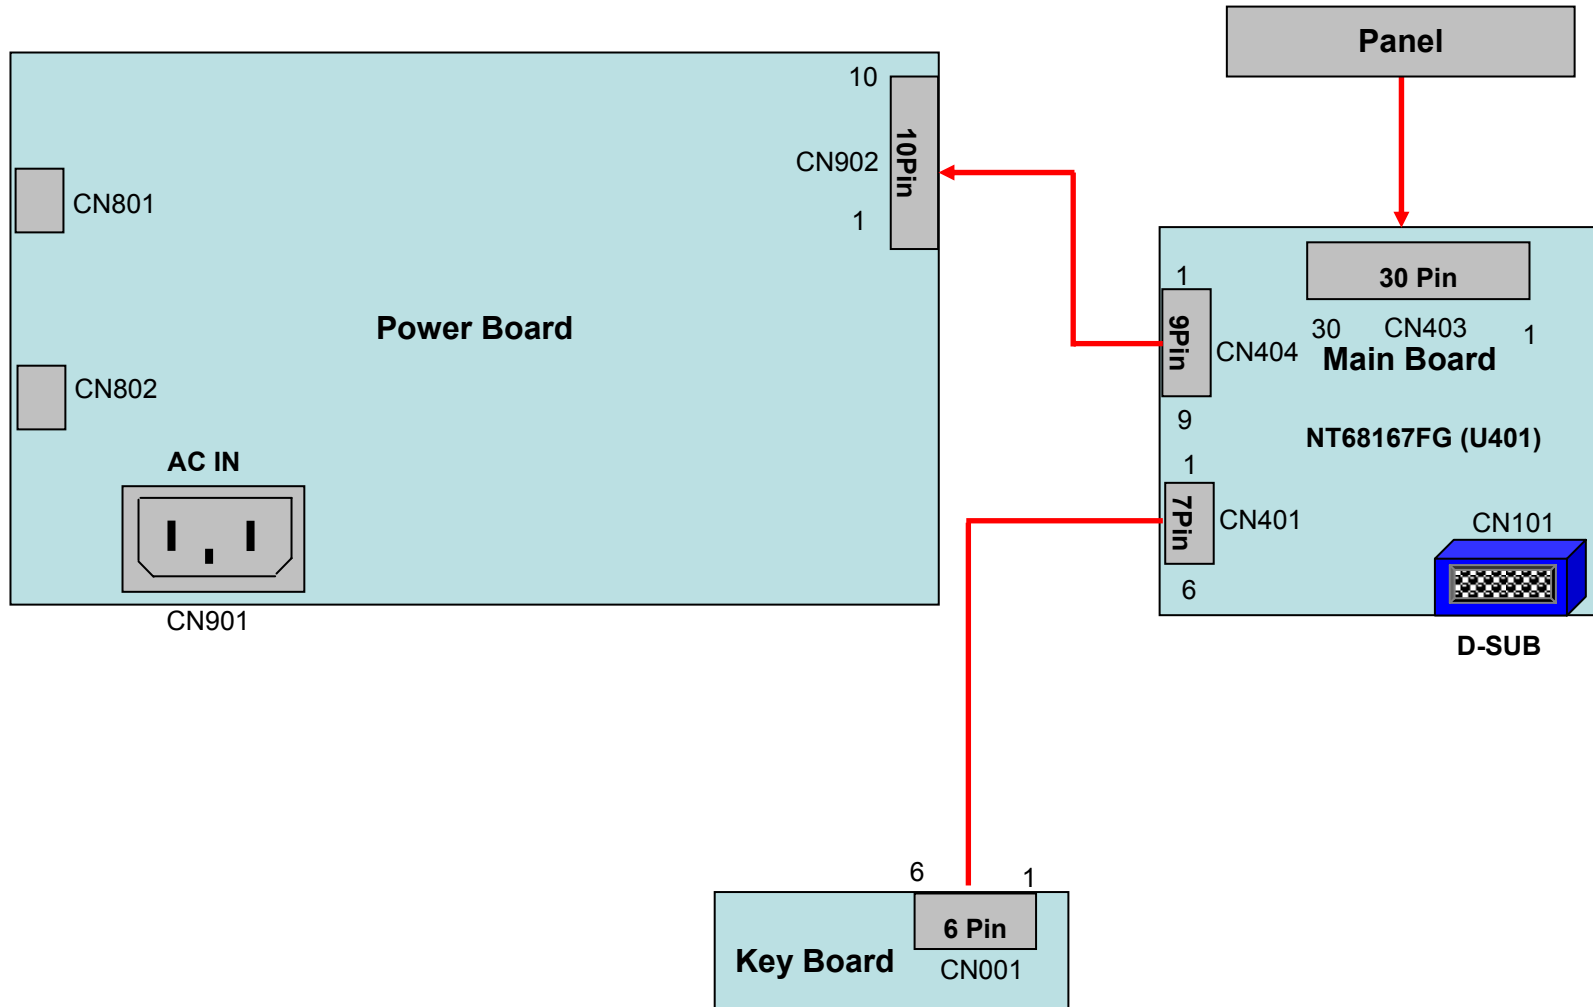 Panel
10
10Pin
CN902
1
CN801
Power Board
CN802
AC IN
CN901
30 Pin
30 CN403 1
Main Board
1
9Pin
CN404
9
NT68167FG (U401)
1
7Pin
CN401
6
CN101
D-SUB
6 1
6 Pin
Key Board
CN001